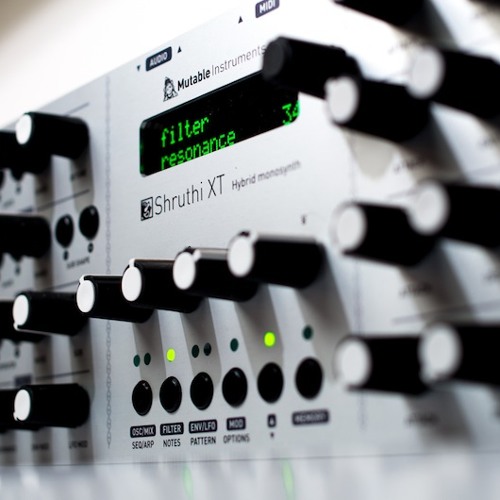 MIDI
AUDIO
Mutable Instruments
filter 34
resonance
Shruthi XT Hybrid monosynth
OSC/MIX FILTER ENV/LFO MOD
SEQ/ARP NOTES PATTERN OPTIONS